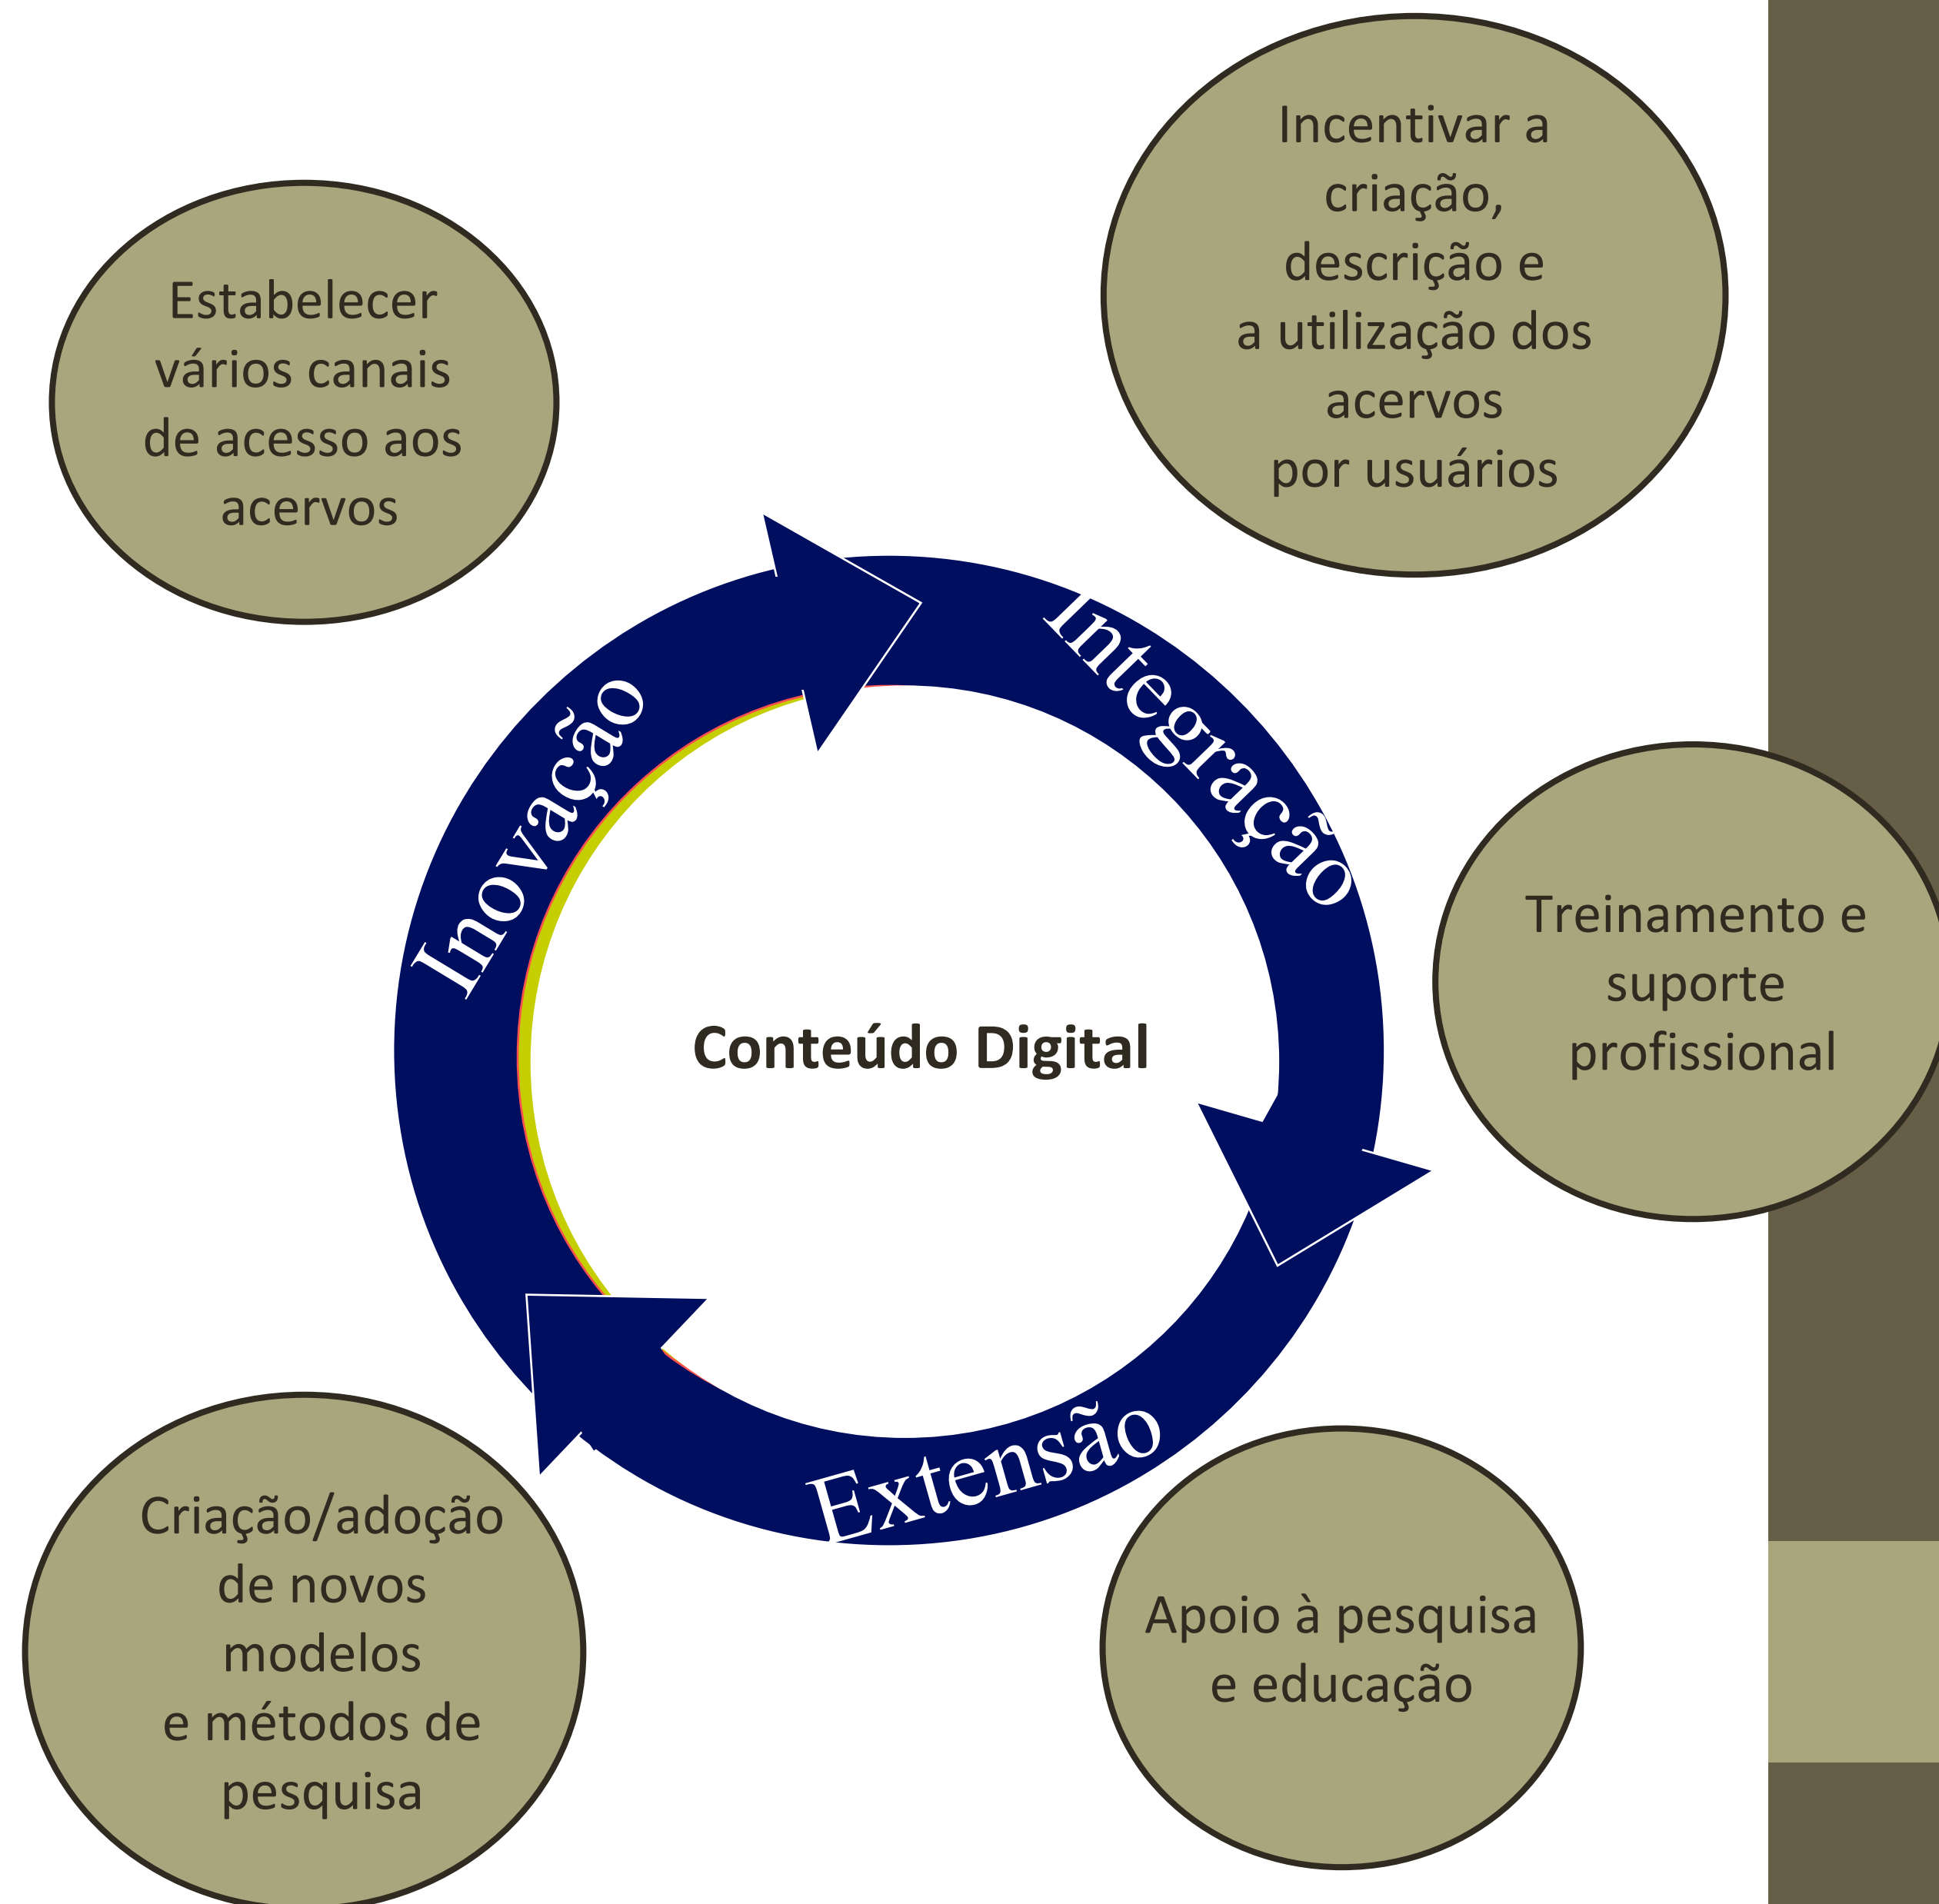 Incentivar a
criação,
descrição e
a utilização dos
acervos
por usuários
Estabelecer
vários canais
de acesso aos
acervos
Integração
Inovação
Treinamento e
suporte
profissional
Conteúdo Digital
Extensão
Criação/adoção
de novos
modelos
e métodos de
pesquisa
Apoio à pesquisa
e educação